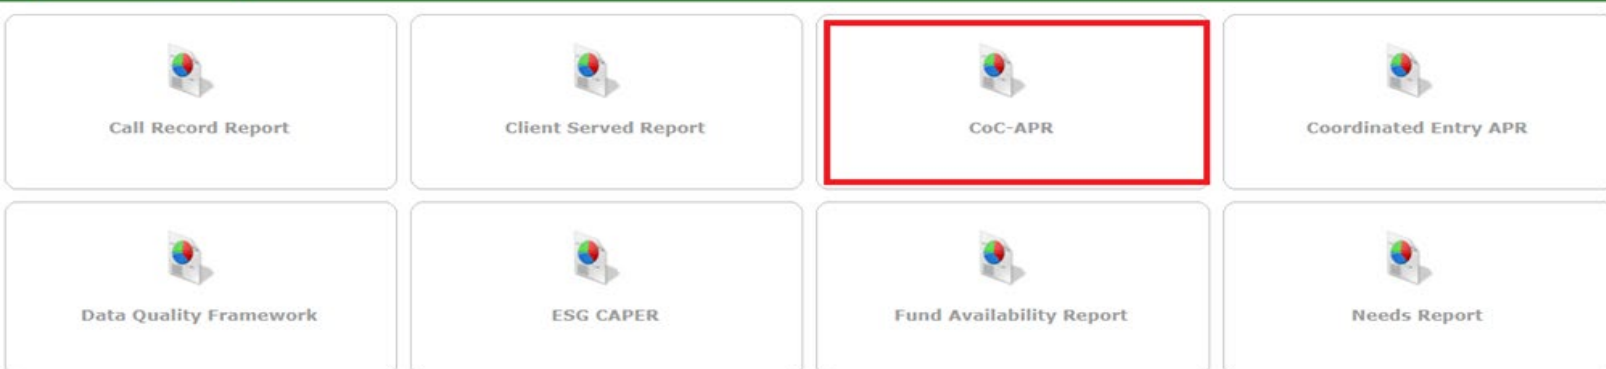 Call Record Report
Client Served Report
CoC-APR
Coordinated Entry APR
Data Quality Framework
ESG CAPER
Fund Availability Report
Needs Report